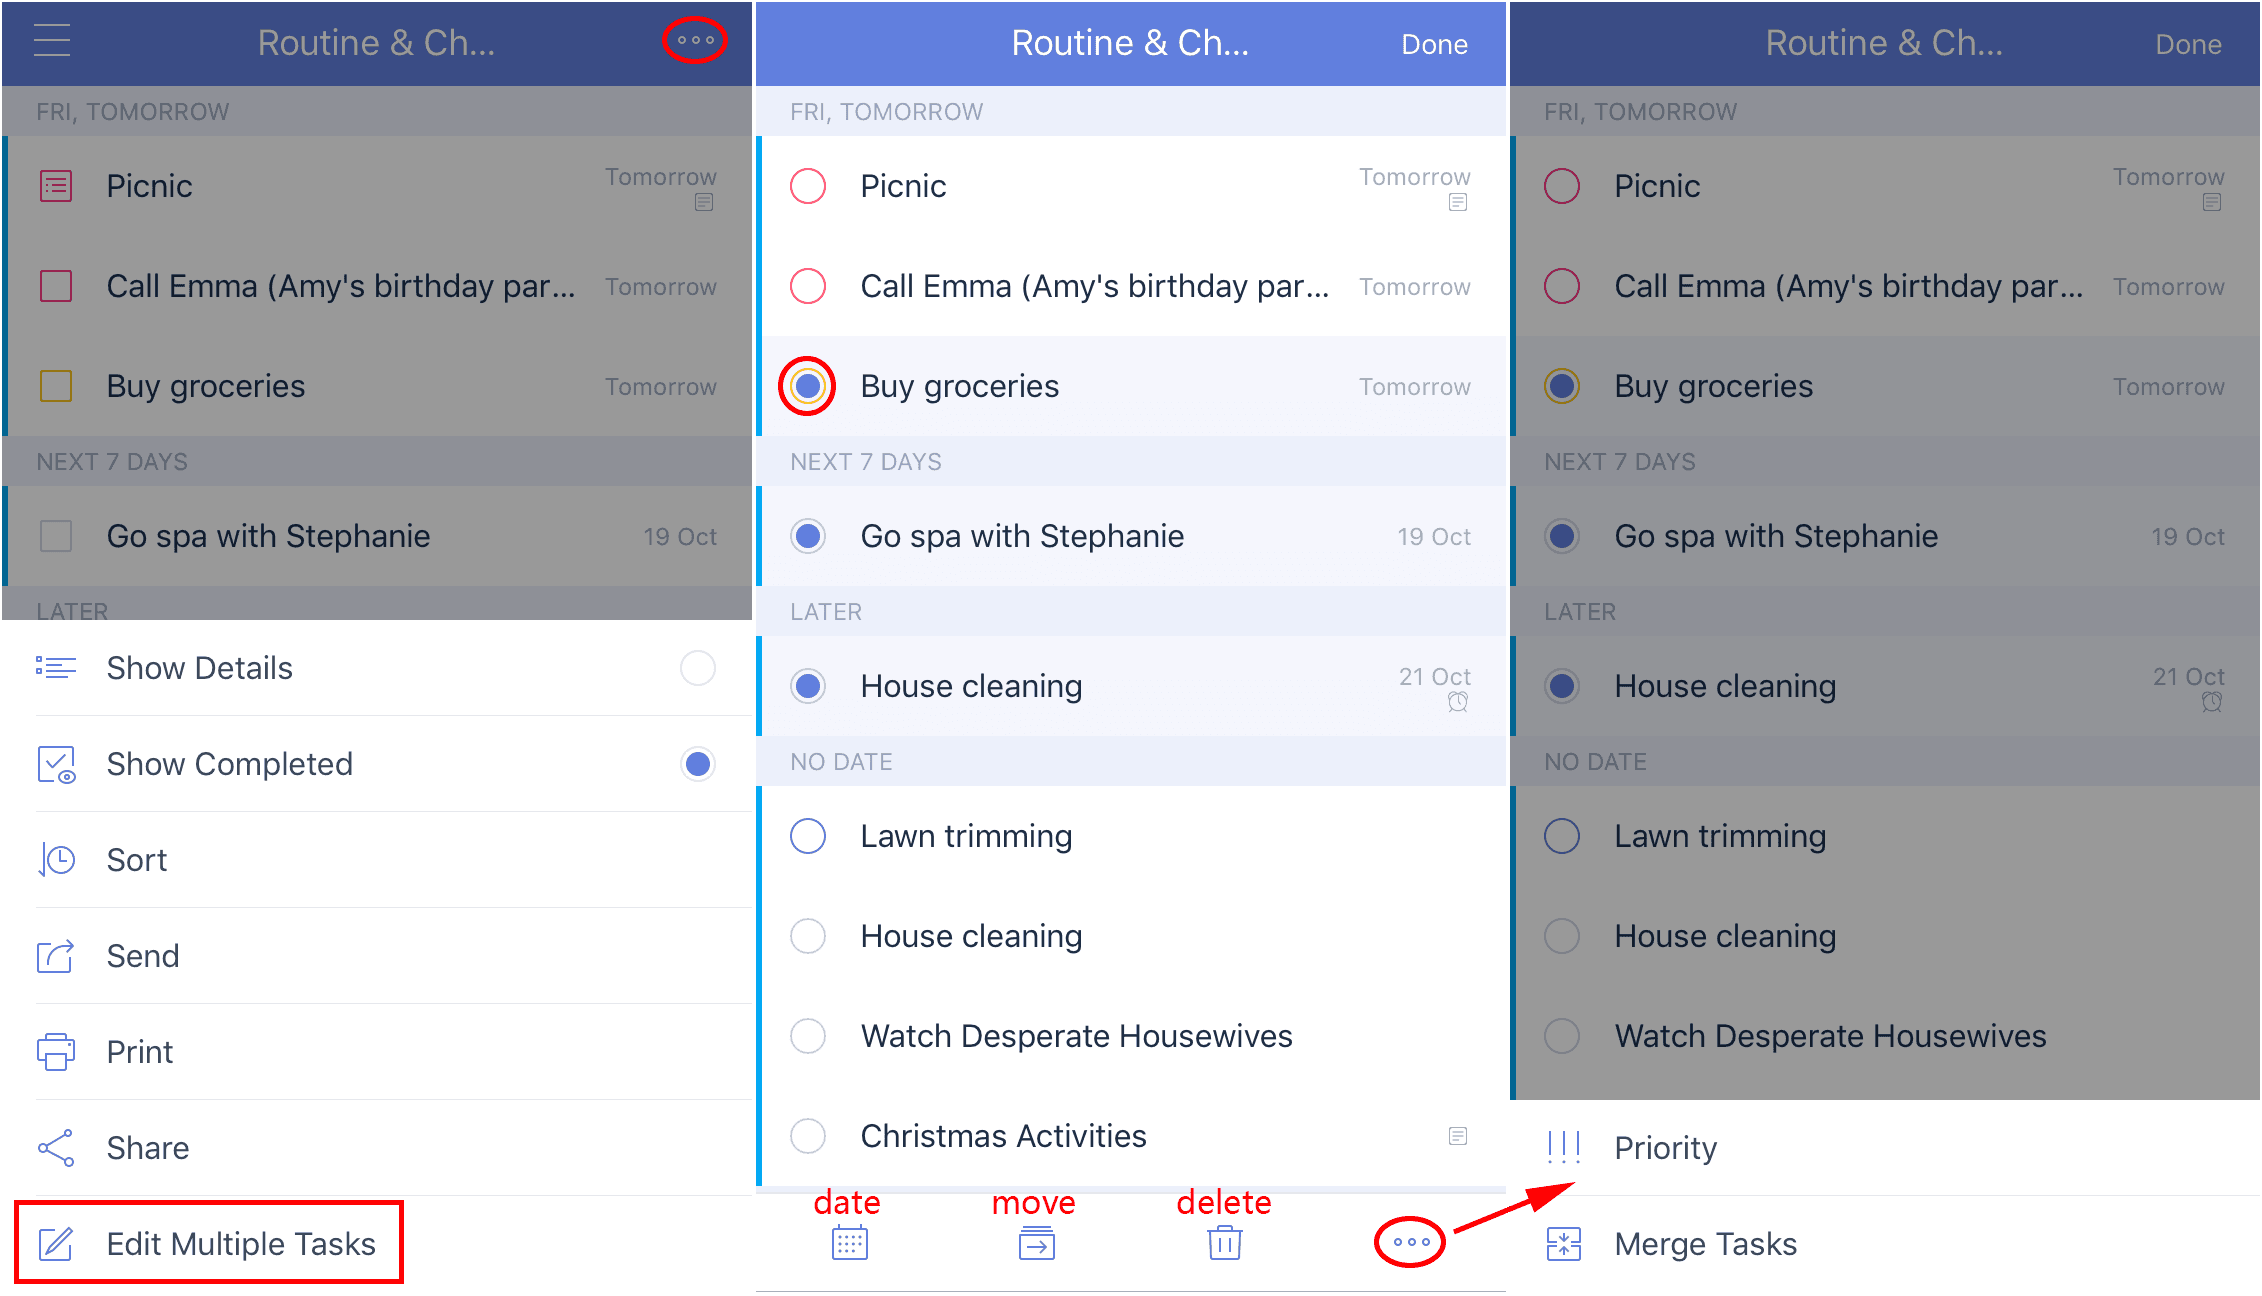 Routine & Ch...
FRI, TOMORROW
Picnic
Tomorrow
Call Emma (Amy's birthday par...
Tomorrow
Buy groceries
Tomorrow
NEXT 7 DAYS
Go spa with Stephanie
19 Oct
LATER
Show Details
Show Completed
Sort
Send
Print
Share
Edit Multiple Tasks
Routine & Ch...
Done
FRI, TOMORROW
Picnic
Tomorrow
Call Emma (Amy's birthday par...
Tomorrow
Buy groceries
Tomorrow
NEXT 7 DAYS
Go spa with Stephanie
19 Oct
LATER
House cleaning
21 Oct
NO DATE
Lawn trimming
House cleaning
Watch Desperate Housewives
Christmas Activities
date
move
delete
Routine & Ch...
Done
FRI, TOMORROW
Picnic
Tomorrow
Call Emma (Amy's birthday par...
Tomorrow
Buy groceries
Tomorrow
NEXT 7 DAYS
Go spa with Stephanie
19 Oct
LATER
House cleaning
21 Oct
NO DATE
Lawn trimming
House cleaning
Watch Desperate Housewives
Priority
Merge Tasks